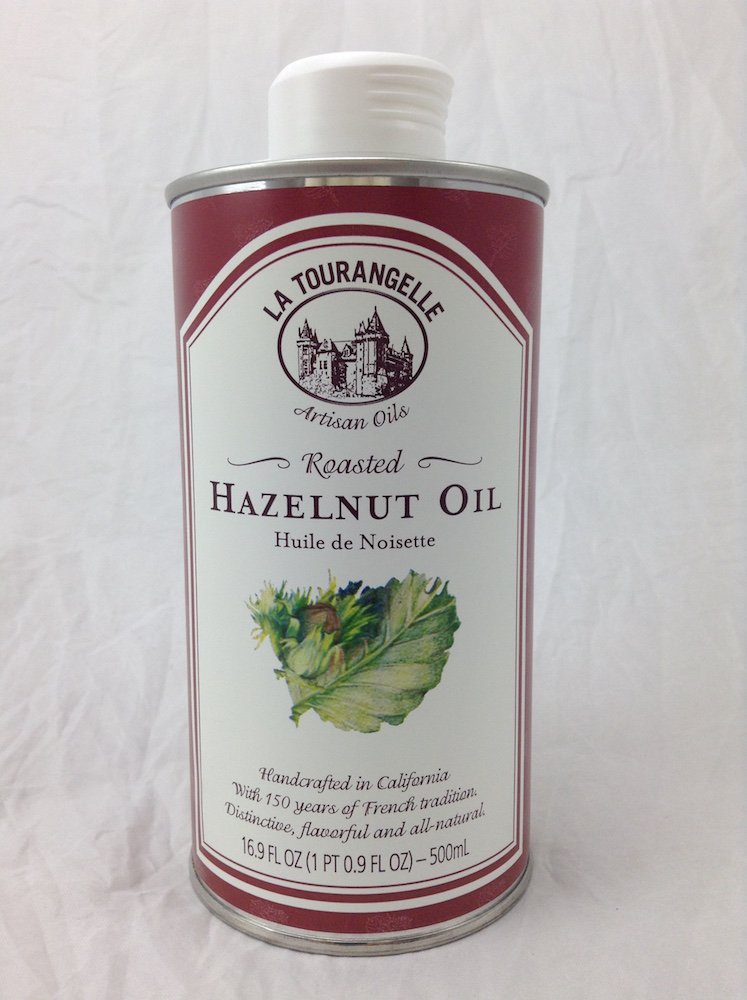 LA TOURANGELLE
Artisan Oils
Roasted
HAZELNUT OIL
Huile de Noisette
Handcrafted in California
With 150 years of French tradition.
Distinctive, flavorful and all-natural.
16.9 FL OZ (1 PT 0.9 FL OZ) – 500mL